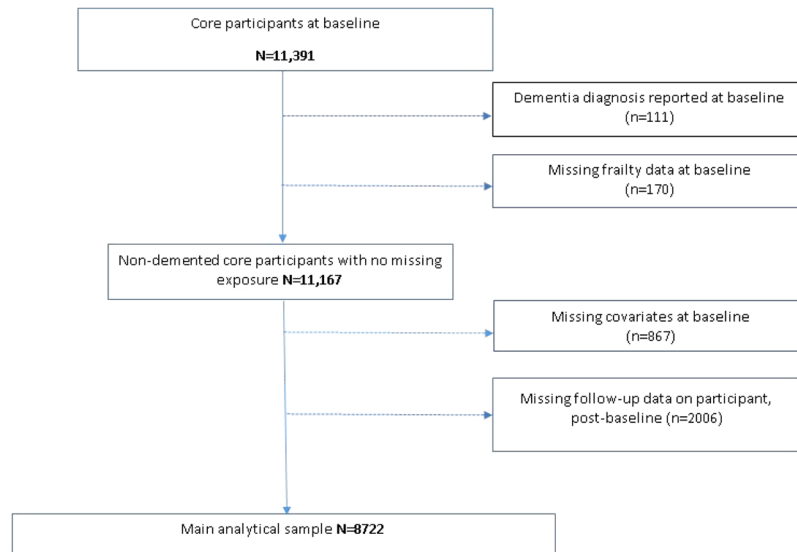 Core participants at baseline
N=11,391
Dementia diagnosis reported at baseline
(n=111)
Missing frailty data at baseline
(n=170)
Non-demented core participants with no missing
exposure N=11,167
Missing covariates at baseline
(n=867)
Missing follow-up data on participant,
post-baseline (n=2006)
Main analytical sample N=8722